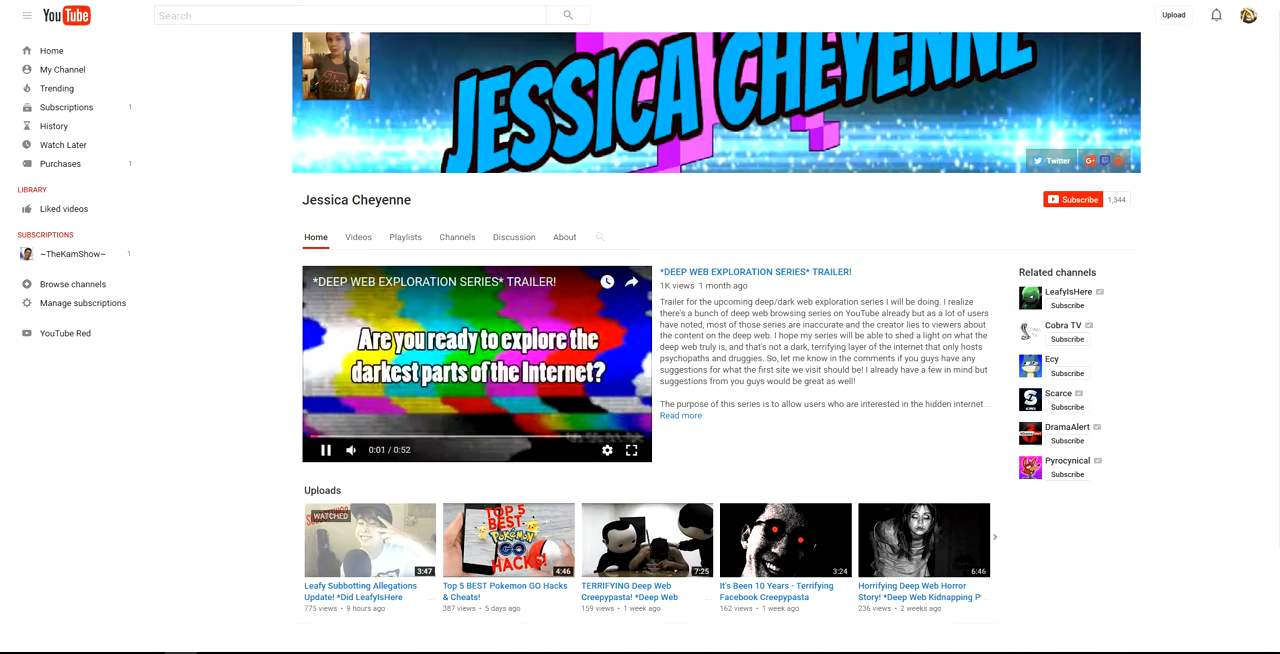 YouTube
Search
Upload
Home
My Channel
Trending
Subscriptions 1
History
Watch Later
Purchases 1
LIBRARY
Liked videos
SUBSCRIPTIONS
~TheKamShow~ 1
Browse channels
Manage subscriptions
YouTube Red
JESSICA CHEYENNE
Twitter
G+
Jessica Cheyenne
Subscribe 1,344
Home Videos Playlists Channels Discussion About
*DEEP WEB EXPLORATION SERIES* TRAILER!
Are you ready to explore the
darkest parts of the Internet?
0:01 / 0:52
*DEEP WEB EXPLORATION SERIES* TRAILER!
1K views 1 month ago
Trailer for the upcoming deep/dark web exploration series I will be doing. I realize
there's a bunch of deep web browsing series on YouTube already but as a lot of users
have noted, most of those series are inaccurate and the creator lies to viewers about
the content on the deep web. I hope my series will be able to shed a light on what the
deep web truly is, and that's not a dark, terrifying layer of the internet that only hosts
psychopaths and druggies. So, let me know in the comments if you guys have any
suggestions for what the first site we visit should be! I already have a few in mind but
suggestions from you guys would be great as well!
The purpose of this series is to allow users who are interested in the hidden internet...
Read more
Related channels
LeafyIsHere
Subscribe
Cobra TV
Subscribe
Ecy
Subscribe
Scarce
Subscribe
DramaAlert
Subscribe
Pyrocynical
Subscribe
Uploads
WATCHED
3:47
Leafy Subbotting Allegations
Update! *Did LeafyIsHere
775 views • 9 hours ago
TOP 5
BEST
POKEMON
GO
HACKS!
4:46
Top 5 BEST Pokemon GO Hacks
& Cheats!
387 views • 5 days ago
7:25
TERRIFYING Deep Web
Creepypasta! *Deep Web
159 views • 1 week ago
3:24
It's Been 10 Years - Terrifying
Facebook Creepypasta
162 views • 1 week ago
6:46
Horrifying Deep Web Horror
Story! *Deep Web Kidnapping P
236 views • 2 weeks ago